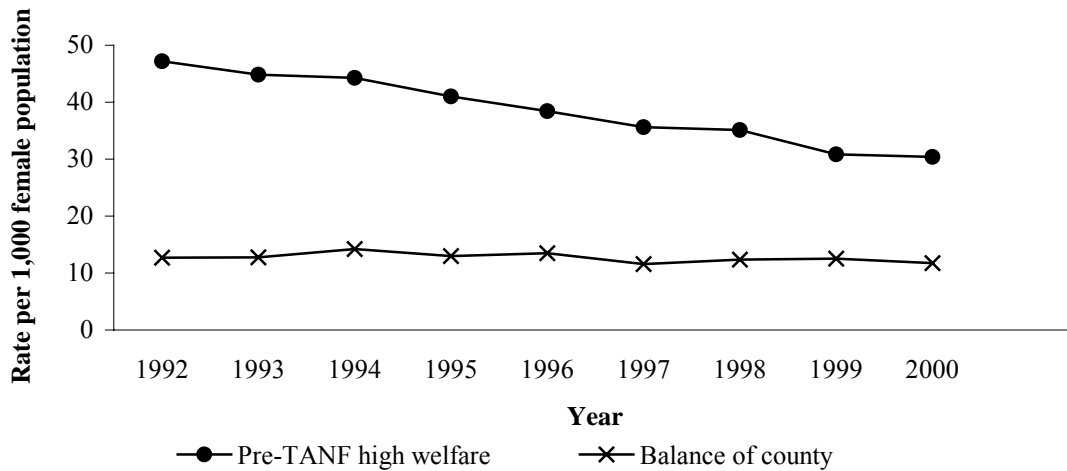 Rate per 1,000 female population
50
40
30
20
10
0
1992 1993 1994 1995 1996 1997 1998 1999 2000
Year
Pre-TANF high welfare Balance of county